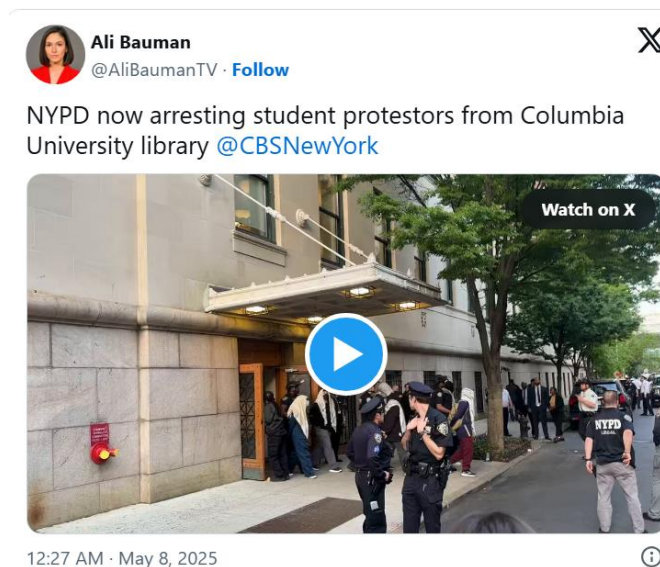 Ali Bauman
@AliBaumanTV · Follow
NYPD now arresting student protestors from Columbia
University library @CBSNewYork
Watch on X
NYPD
LEGAL
12:27 AM · May 8, 2025